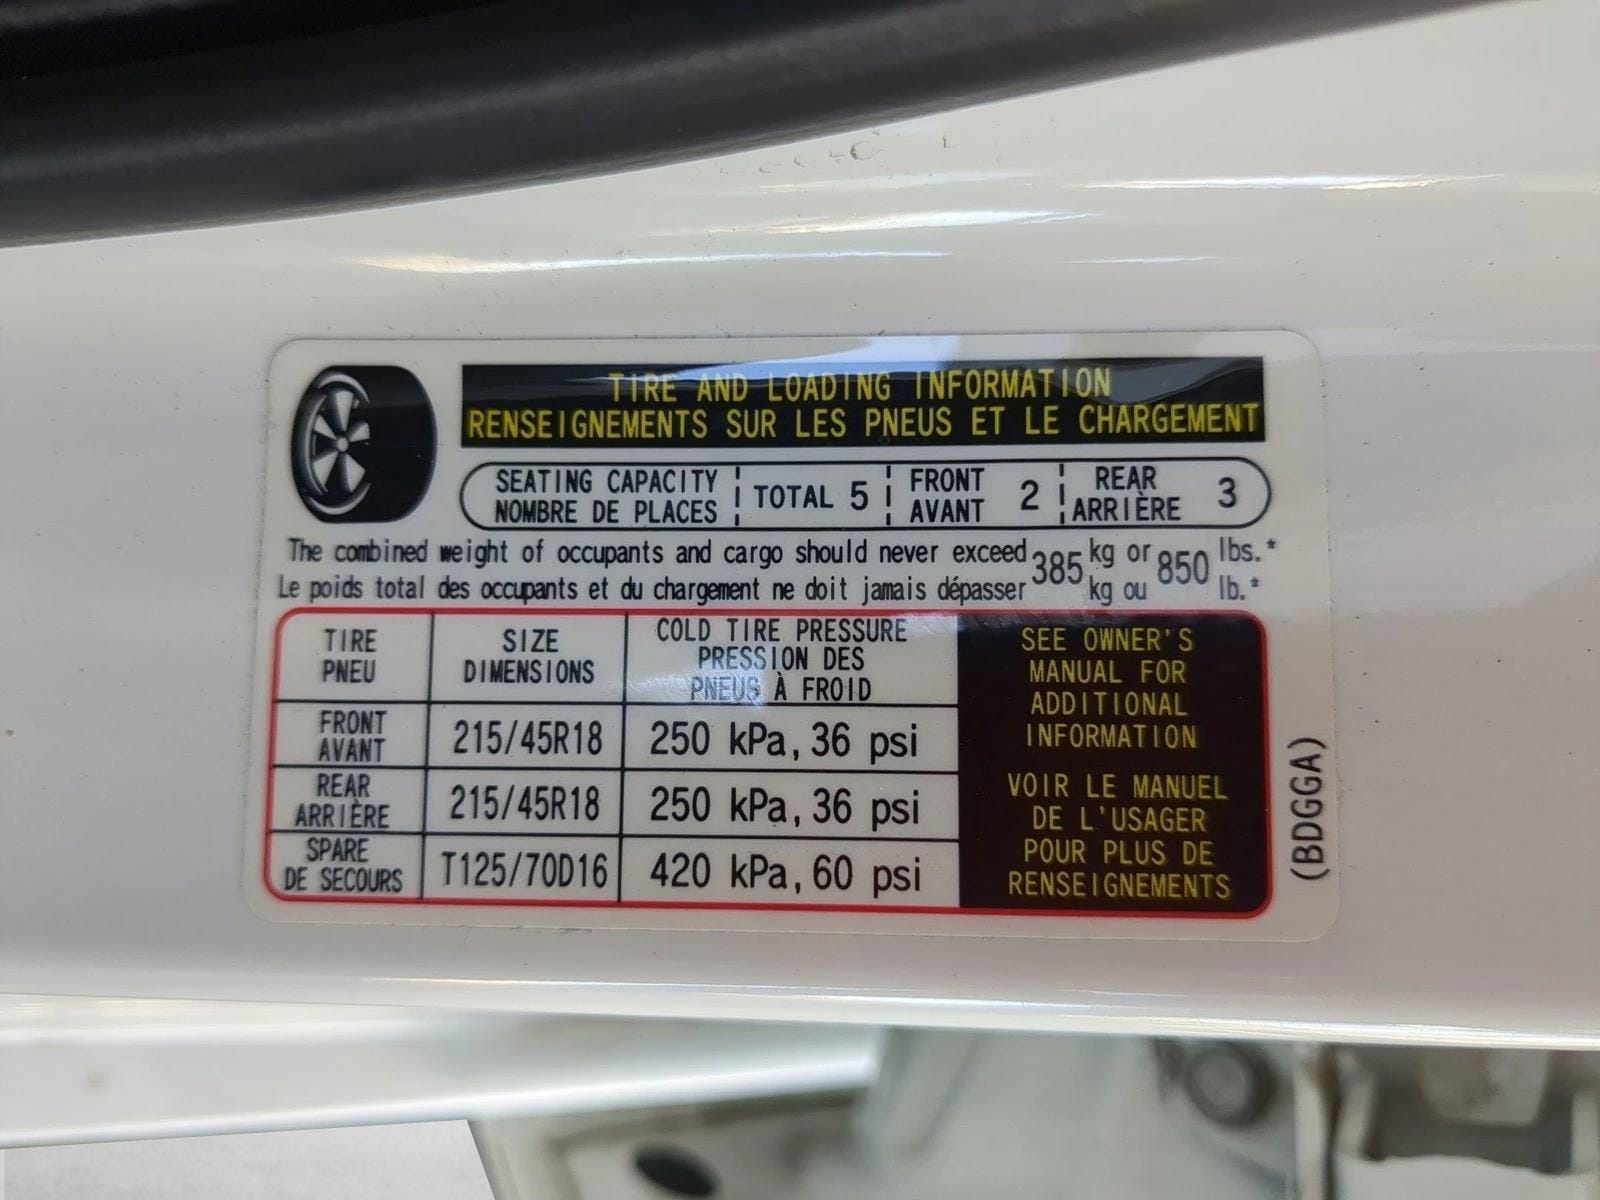 TIRE AND LOADING INFORMATION
RENSEIGNEMENTS SUR LES PNEUS ET LE CHARGEMENT
SEATING CAPACITY
NOMBRE DE PLACES
TOTAL 5
FRONT
AVANT
2
REAR
ARRIÈRE
3
The combined weight of occupants and cargo should never exceed 385 kg or 850 lbs.*
Le poids total des occupants et du chargement ne doit jamais dépasser kg ou lb.*
TIRE
PNEU
SIZE
DIMENSIONS
COLD TIRE PRESSURE
PRESSION DES
PNEUS À FROID
FRONT
AVANT
215/45R18
250 kPa, 36 psi
REAR
ARRIÈRE
215/45R18
250 kPa, 36 psi
SPARE
DE SECOURS
T125/70D16
420 kPa, 60 psi
SEE OWNER'S
MANUAL FOR
ADDITIONAL
INFORMATION
VOIR LE MANUEL
DE L'USAGER
POUR PLUS DE
RENSEIGNEMENTS
(BDGGA)